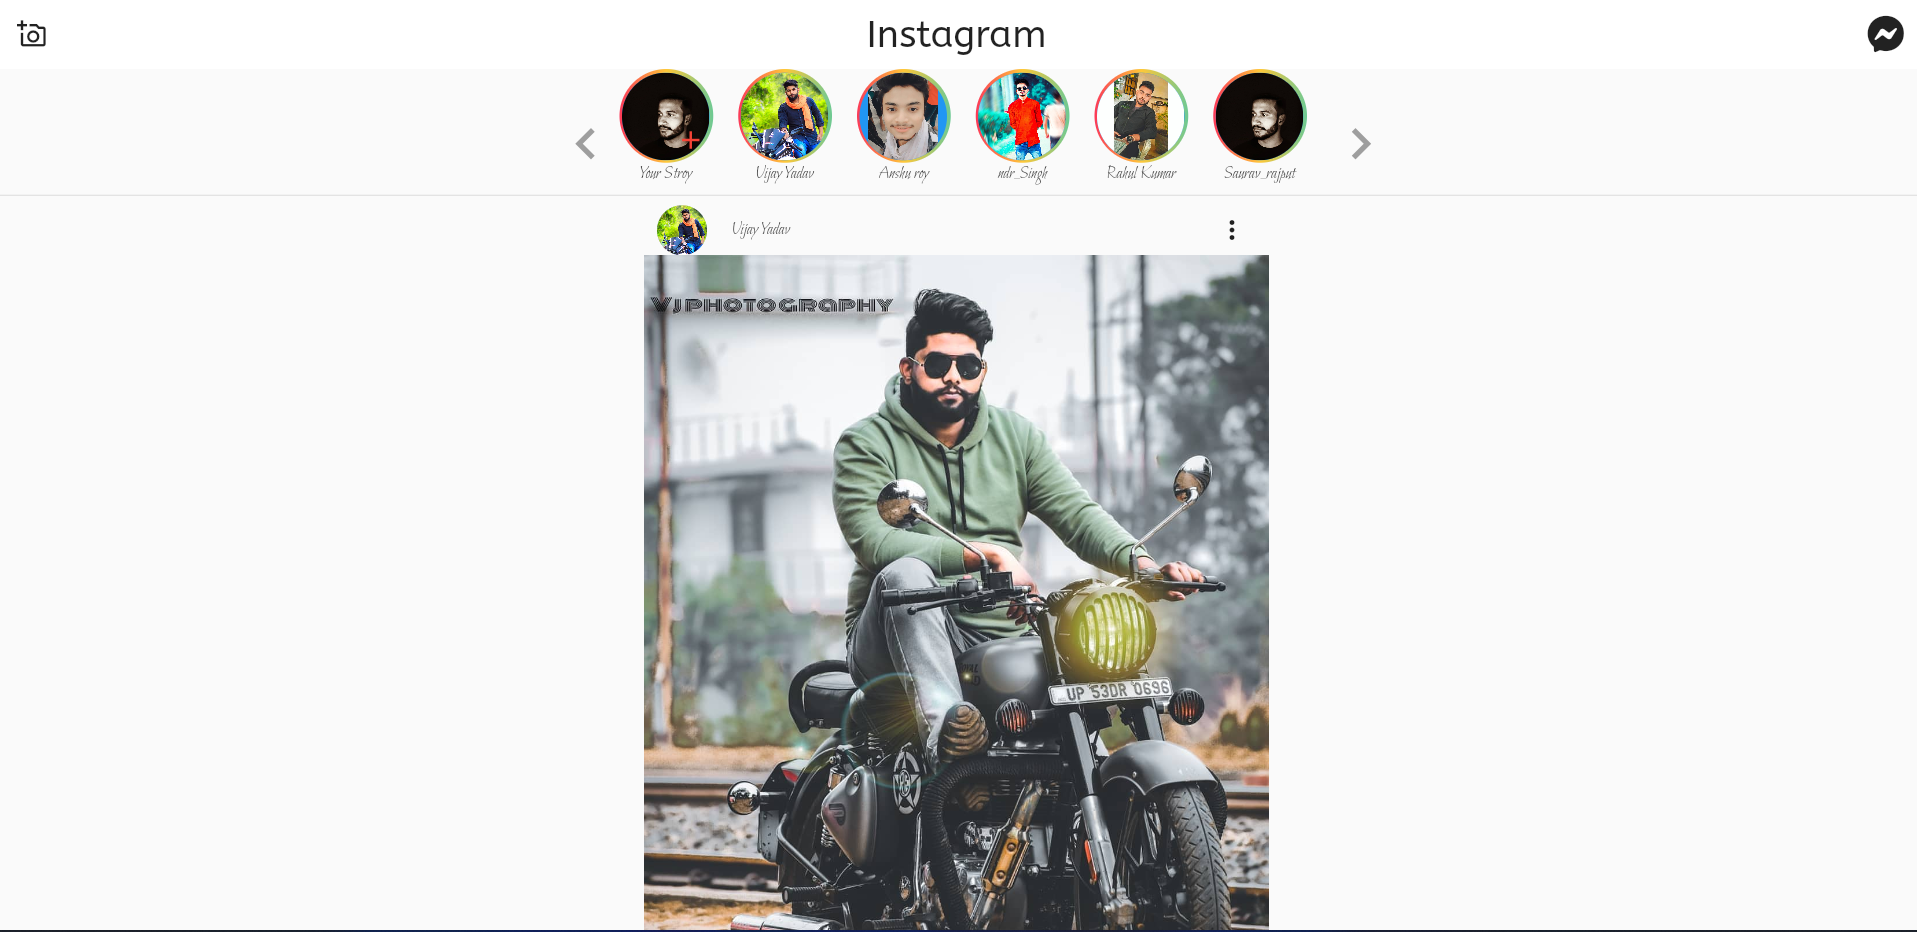 Instagram
Your Stroy
Vijay Yadav
Anshu roy
ndr_Singh
Rahul Kumar
Saurav_rajput
Vijay Yadav
VJ PHOTOGRAPHY
UP 53DR 0696